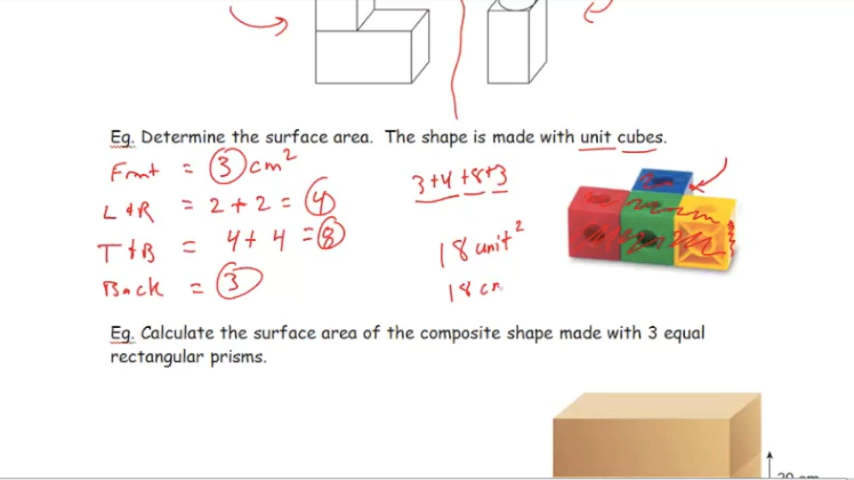 Eg. Determine the surface area. The shape is made with unit cubes.
Front = 3 cm²
L & R = 2 + 2 = 4
T & B = 4 + 4 = 8
Back = 3
3+4+8+3
18 unit²
18 cm
Eg. Calculate the surface area of the composite shape made with 3 equal
rectangular prisms.